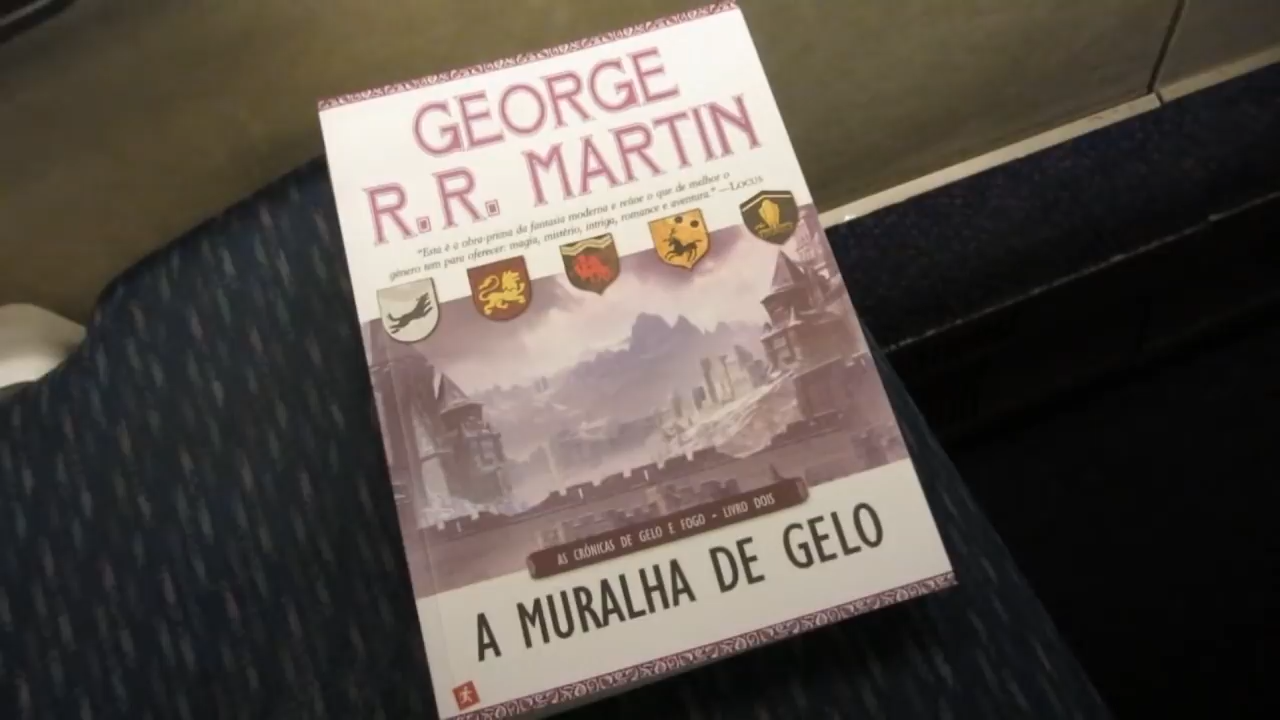 GEORGE
R.R. MARTIN
"Esta é a obra-prima da fantasia moderna e reúne o que de melhor o
género tem para oferecer: magia, mistério, intriga, romance e aventura." —LOCUS
AS CRÓNICAS DE GELO E FOGO - LIVRO DOIS
A MURALHA DE GELO